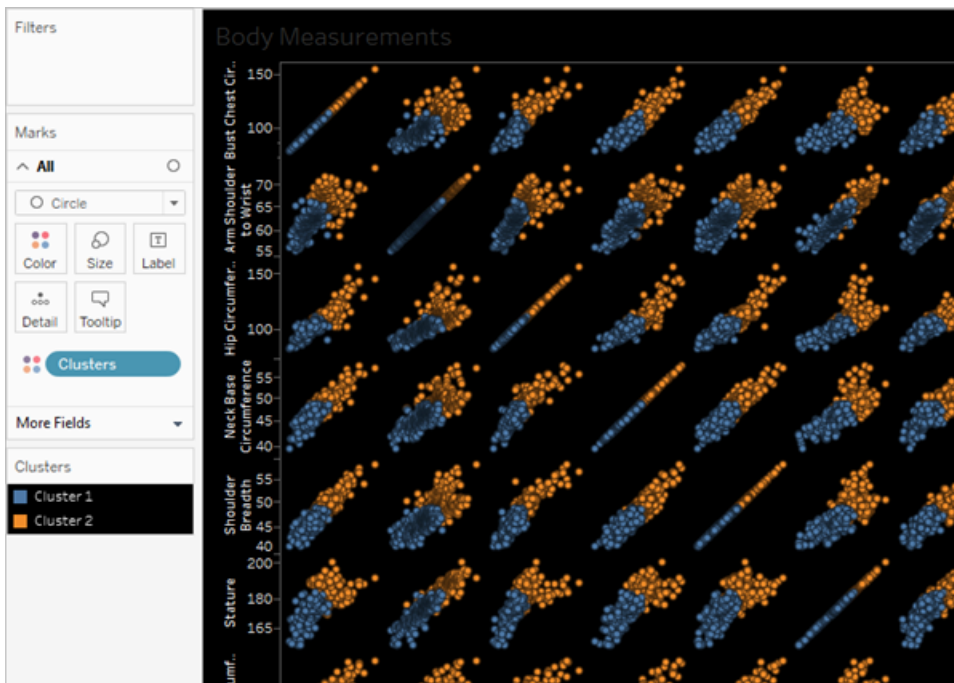 Filters
Marks
All
Circle
Color
Size
Label
Detail
Tooltip
Clusters
More Fields
Clusters
Cluster 1
Cluster 2
Body Measurements
Bust Chest Cir..
150
100
Arm Shoulder
to Wrist
70
65
60
55
Hip Circumfer..
150
100
Neck Base
Circumference
55
50
45
40
Shoulder
Breadth
55
50
45
40
Stature
200
180
165
umf..